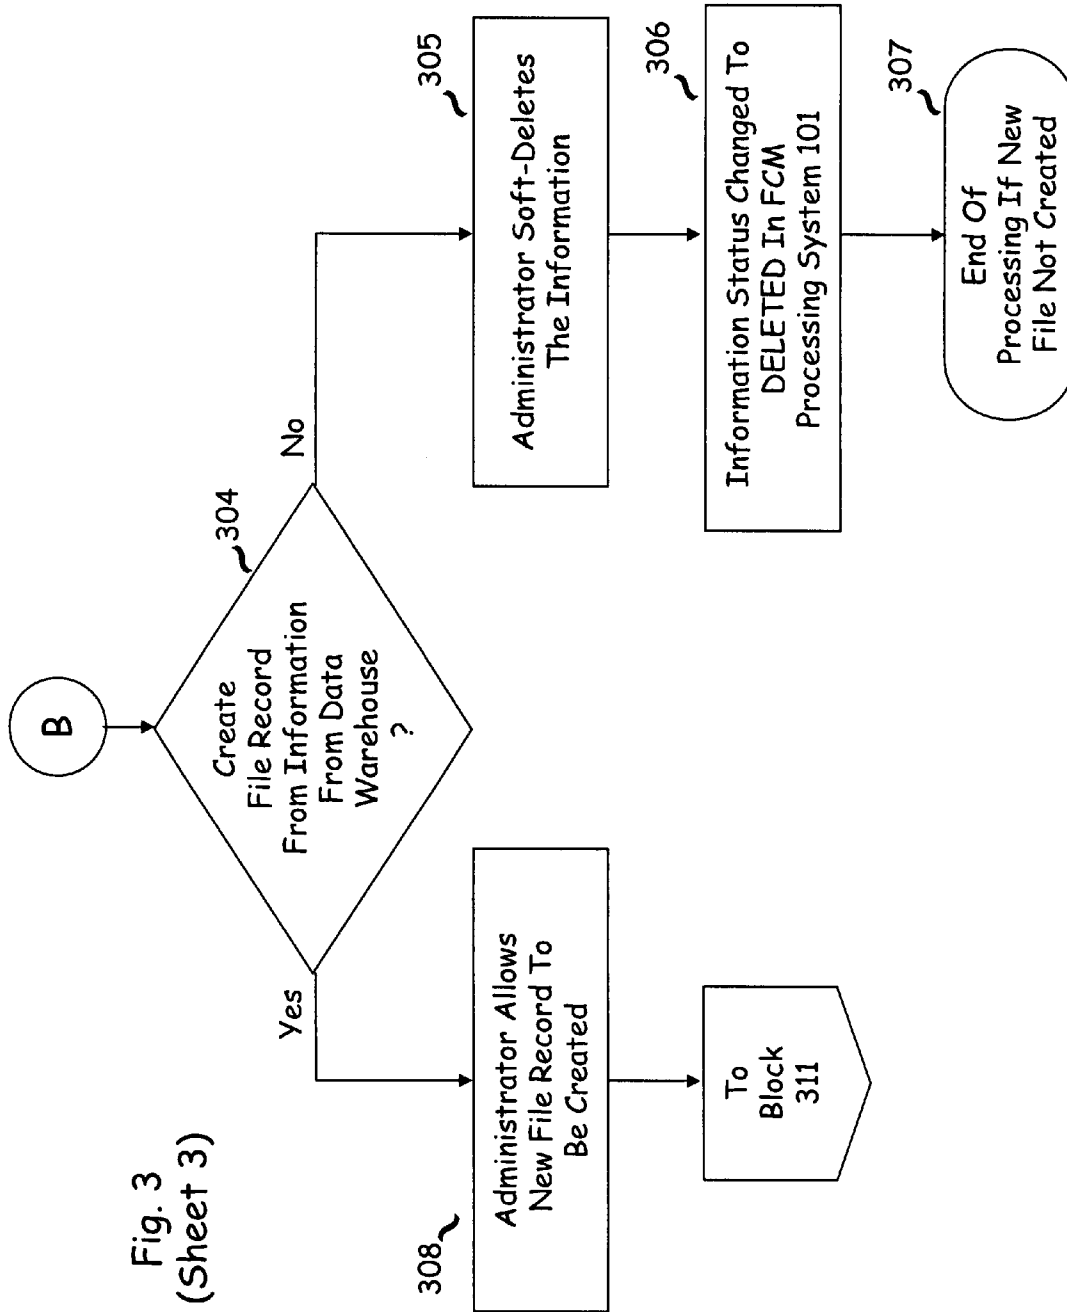 Fig. 3
(Sheet 3)
B
304
Create
File Record
From Information
From Data
Warehouse
?
Yes
No
308
Administrator Allows
New File Record To
Be Created
To
Block
311
305
Administrator Soft-Deletes
The Information
306
Information Status Changed To
DELETED In FCM
Processing System 101
307
End Of
Processing If New
File Not Created